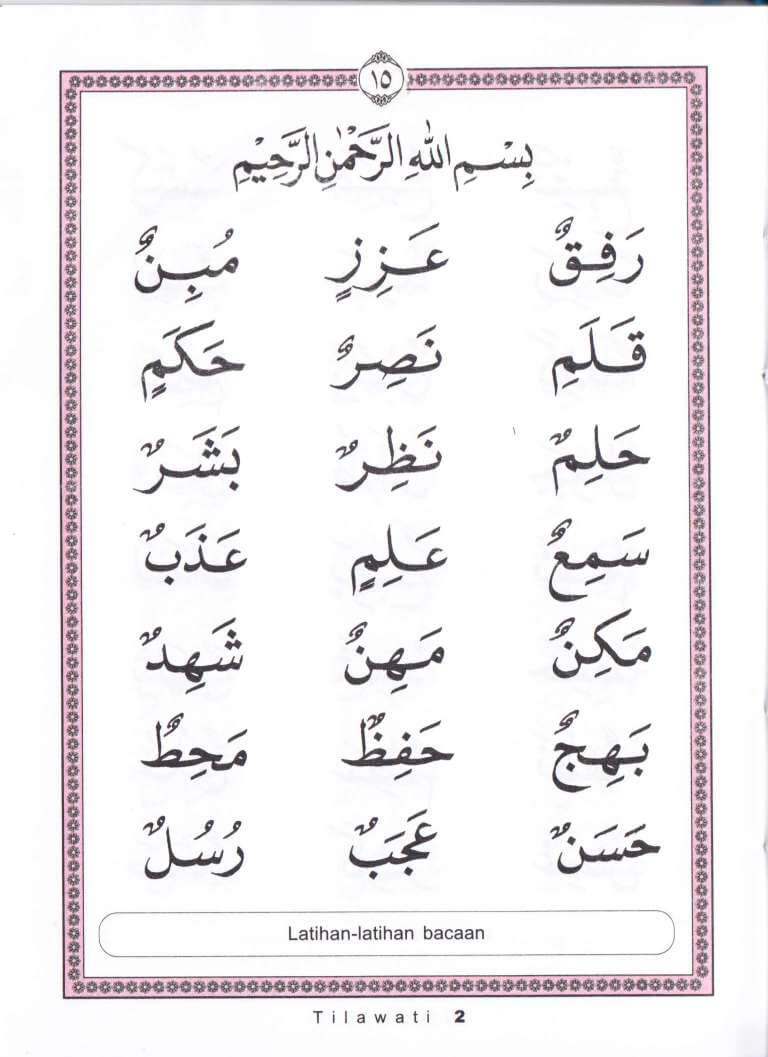 ١٥
بِسْمِ اللهِ الرَّحْمٰنِ الرَّحِيْمِ
رَفِقٌ عَزِزٍ مُبِنٌ
قَلَمِ نَصِرٌ حَكَمٍ
حَلِمٌ نَظِرٌ بَشَرٌ
سَمِعٌ عَلِمٍ عَذَبٌ
مَكِنٌ مَهِنٌ شَهِدٌ
بَهِجٌ حَفِظٌ مَحِطٌ
حَسَنٌ عَجَبٌ رُسُلٌ
Latihan-latihan bacaan
Tilawati 2